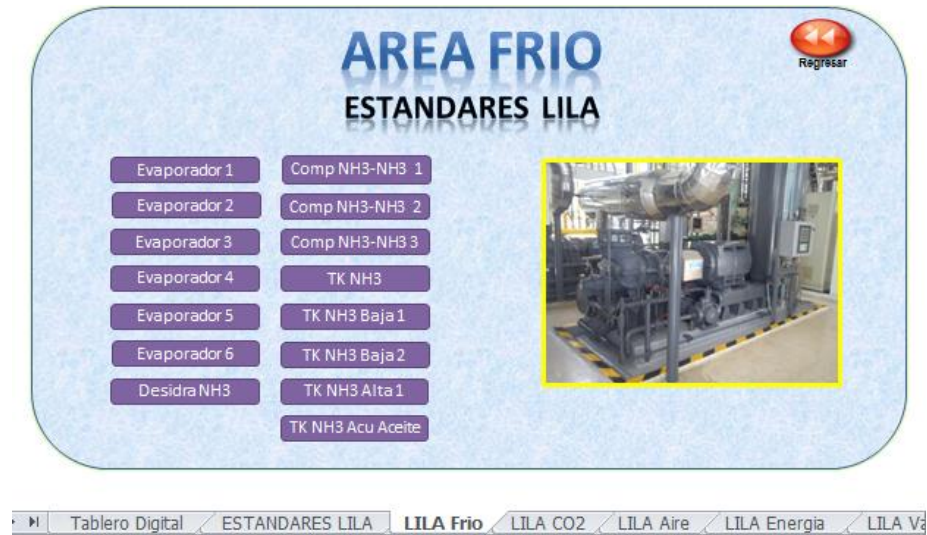 AREA FRIO
Regresar
ESTANDARES LILA
Evaporador 1
Evaporador 2
Evaporador 3
Evaporador 4
Evaporador 5
Evaporador 6
Desidra NH3
Comp NH3-NH3 1
Comp NH3-NH3 2
Comp NH3-NH3 3
TK NH3
TK NH3 Baja 1
TK NH3 Baja 2
TK NH3 Alta 1
TK NH3 Acu Aceite
Tablero Digital ESTANDARES LILA LILA Frio LILA CO2 LILA Aire LILA Energia LILA Va